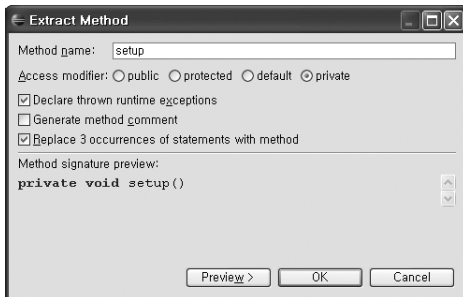 Extract Method
Method name: setup
Access modifier: public protected default private
Declare thrown runtime exceptions
Generate method comment
Replace 3 occurrences of statements with method
Method signature preview:
private void setup()
Preview > OK Cancel